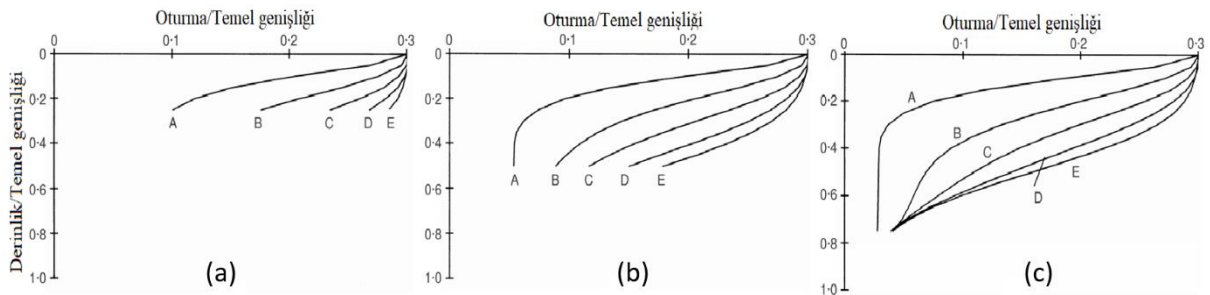 Oturma/Temel genişliği
0 0·1 0·2 0·3
Derinlik/Temel genişliği
0
0·2
0·4
0·6
0·8
1·0
A B C D E
(a)
Oturma/Temel genişliği
0 0·1 0·2 0·3
0
0·2
0·4
0·6
0·8
1·0
A B C D E
(b)
Oturma/Temel genişliği
0·1 0·2 0·3
0
0·2
0·4
0·6
0·8
1·0
A
B
C
E
D
(c)